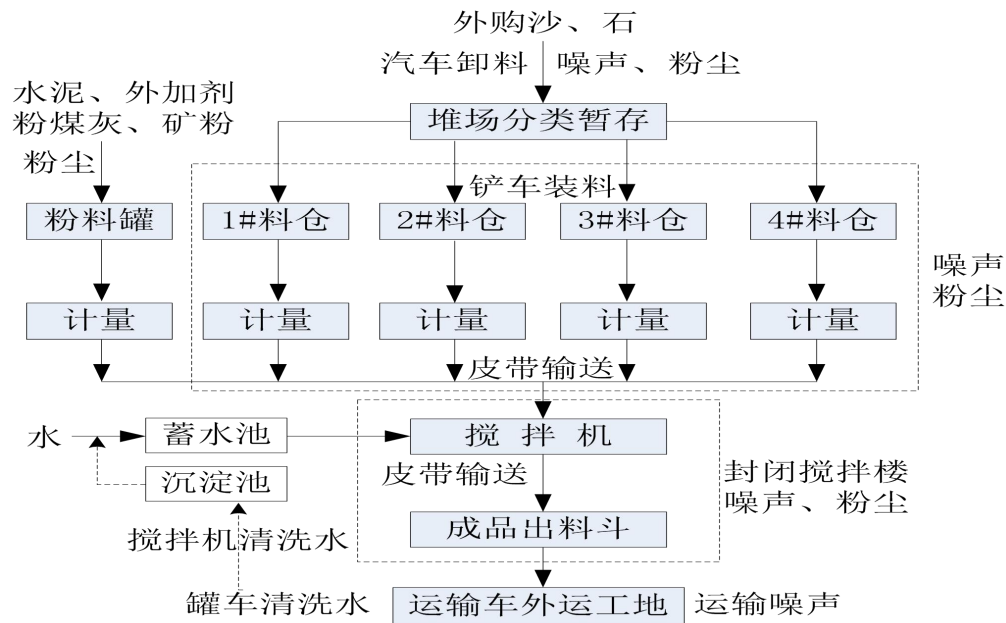 外购沙、石
汽车卸料 噪声、粉尘
水泥、外加剂
粉煤灰、矿粉
粉尘
堆场分类暂存
铲车装料
粉料罐 1#料仓 2#料仓 3#料仓 4#料仓
噪声
粉尘
计量 计量 计量 计量 计量
皮带输送
水 蓄水池 搅 拌 机
沉淀池 皮带输送
封闭搅拌楼
噪声、粉尘
搅拌机清洗水 成品出料斗
罐车清洗水 运输车外运工地 运输噪声